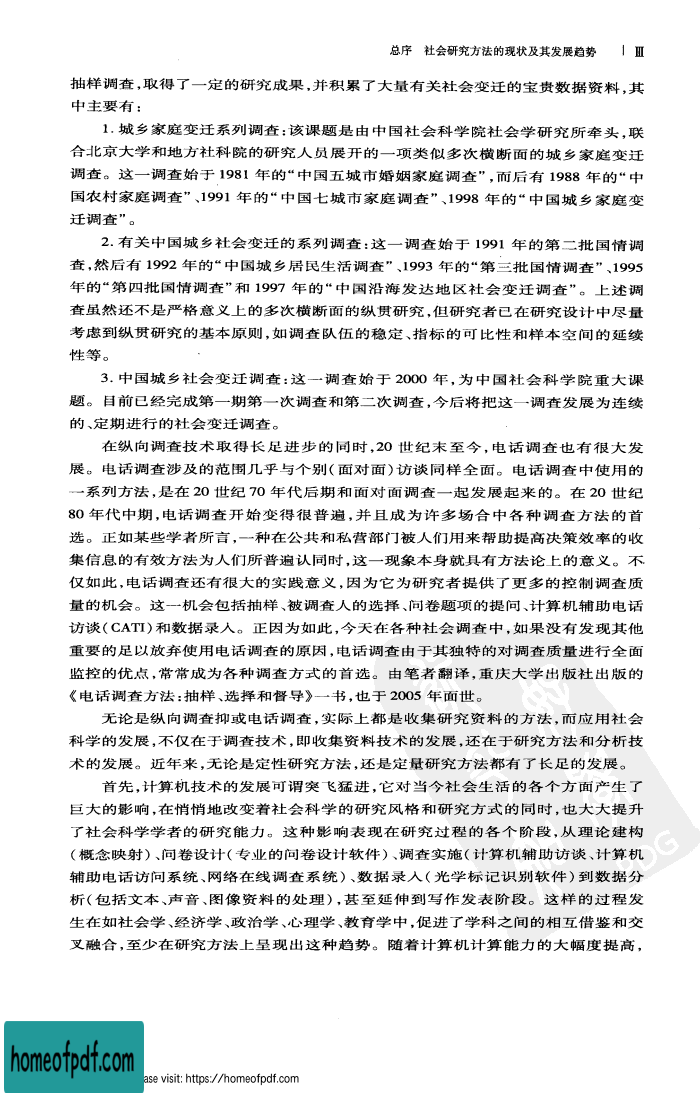 总序 社会研究方法的现状及其发展趋势 | Ⅲ
抽样调查,取得了一定的研究成果,并积累了大量有关社会变迁的宝贵数据资料,其
中主要有:
1. 城乡家庭变迁系列调查:该课题是由中国社会科学院社会学研究所牵头,联
合北京大学和地方社科院的研究人员展开的一项类似多次横断面的城乡家庭变迁
调查。这一调查始于 1981 年的“中国五城市婚姻家庭调查”,而后有 1988 年的“中
国农村家庭调查”、1991 年的“中国七城市家庭调查”、1998 年的“中国城乡家庭变
迁调查”。
2. 有关中国城乡社会变迁的系列调查:这一调查始于 1991 年的第二批国情调
查,然后有 1992 年的“中国城乡居民生活调查”、1993 年的“第三批国情调查”、1995
年的“第四批国情调查”和 1997 年的“中国沿海发达地区社会变迁调查”。上述调
查虽然还不是严格意义上的多次横断面的纵贯研究,但研究者已在研究设计中尽量
考虑到纵贯研究的基本原则,如调查队伍的稳定、指标的可比性和样本空间的延续
性等。
3. 中国城乡社会变迁调查:这一调查始于 2000 年,为中国社会科学院重大课
题。目前已经完成第一期第一次调查和第二次调查,今后将把这一调查发展为连续
的、定期进行的社会变迁调查。
在纵向调查技术取得长足进步的同时,20 世纪末至今,电话调查也有很大发
展。电话调查涉及的范围几乎与个别(面对面)访谈同样全面。电话调查中使用的
一系列方法,是在 20 世纪 70 年代后期和面对面调查一起发展起来的。在 20 世纪
80 年代中期,电话调查开始变得很普遍,并且成为许多场合中各种调查方法的首
选。正如某些学者所言,一种在公共和私营部门被人们用来帮助提高决策效率的收
集信息的有效方法为人们所普遍认同时,这一现象本身就具有方法论上的意义。不
仅如此,电话调查还有很大的实践意义,因为它为研究者提供了更多的控制调查质
量的机会。这一机会包括抽样、被调查人的选择、问卷题项的提问、计算机辅助电话
访谈(CATI)和数据录入。正因为如此,今天在各种社会调查中,如果没有发现其他
重要的足以放弃使用电话调查的原因,电话调查由于其独特的对调查质量进行全面
监控的优点,常常成为各种调查方式的首选。由笔者翻译,重庆大学出版社出版的
《电话调查方法:抽样、选择和督导》一书,也于 2005 年面世。
无论是纵向调查抑或电话调查,实际上都是收集研究资料的方法,而应用社会
科学的发展,不仅在于调查技术,即收集资料技术的发展,还在于研究方法和分析技
术的发展。近年来,无论是定性研究方法,还是定量研究方法都有了长足的发展。
首先,计算机技术的发展可谓突飞猛进,它对当今社会生活的各个方面产生了
巨大的影响,在悄悄地改变着社会科学的研究风格和研究方式的同时,也大大提升
了社会科学学者的研究能力。这种影响表现在研究过程的各个阶段,从理论建构
(概念映射)、问卷设计(专业的问卷设计软件)、调查实施(计算机辅助访谈、计算机
辅助电话访问系统、网络在线调查系统)、数据录入(光学标记识别软件)到数据分
析(包括文本、声音、图像资料的处理),甚至延伸到写作发表阶段。这样的过程发
生在如社会学、经济学、政治学、心理学、教育学中,促进了学科之间的相互借鉴和交
叉融合,至少在研究方法上呈现出这种趋势。随着计算机计算能力的大幅度提高,
homeofpdf.com
ase visit: https://homeofpdf.com